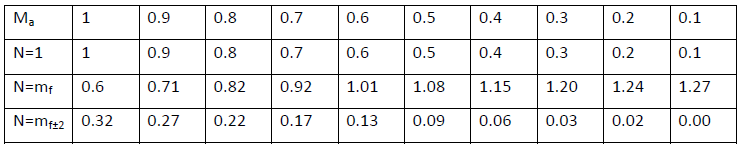 Mₐ 1 0.9 0.8 0.7 0.6 0.5 0.4 0.3 0.2 0.1
N=1 1 0.9 0.8 0.7 0.6 0.5 0.4 0.3 0.2 0.1
N=m_f 0.6 0.71 0.82 0.92 1.01 1.08 1.15 1.20 1.24 1.27
N=m_f±2 0.32 0.27 0.22 0.17 0.13 0.09 0.06 0.03 0.02 0.00